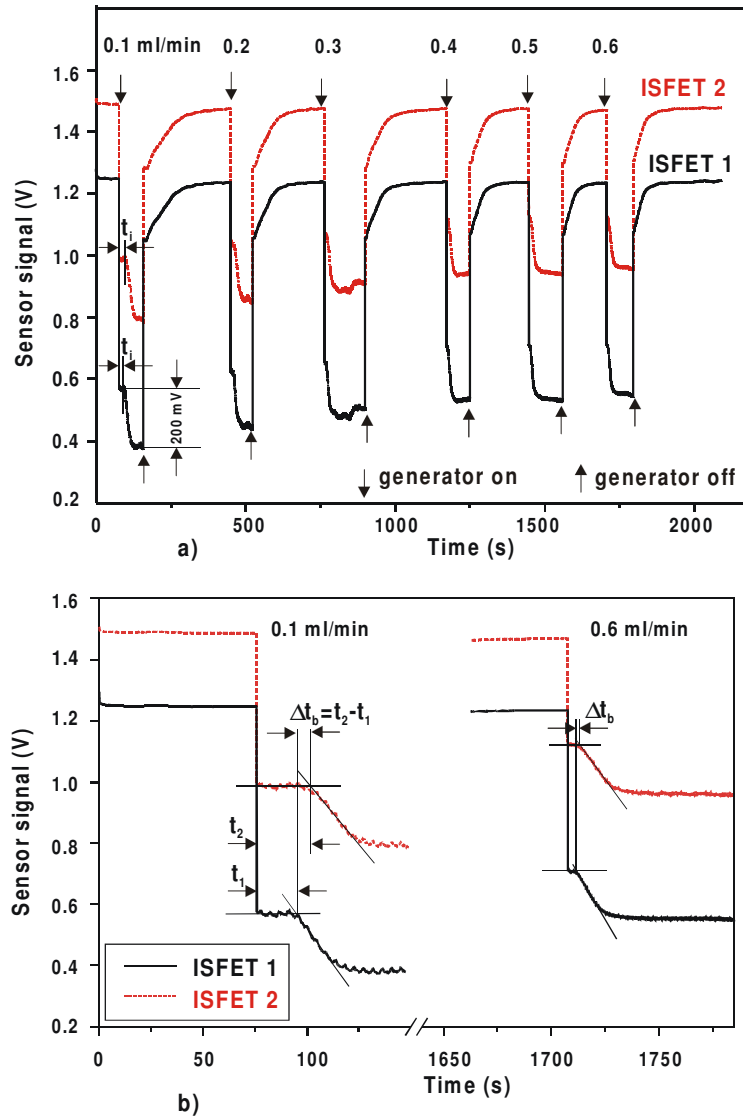 0.1 ml/min 0.2 0.3 0.4 0.5 0.6
1.6
ISFET 2
1.4
ISFET 1
1.2
Sensor signal (V)
1.0
tᵢ
0.8
tᵢ
0.6
200 mV
0.4
generator on generator off
0.2
0 500 1000 1500 2000
a) Time (s)
1.6
0.1 ml/min 0.6 ml/min
1.4
Δt_b=t₂-t₁ Δt_b
1.2
Sensor signal (V)
1.0
t₂
0.8
t₁
0.6
ISFET 1
0.4
ISFET 2
0.2
0 50 100 1650 1700 1750
Time (s)
b)